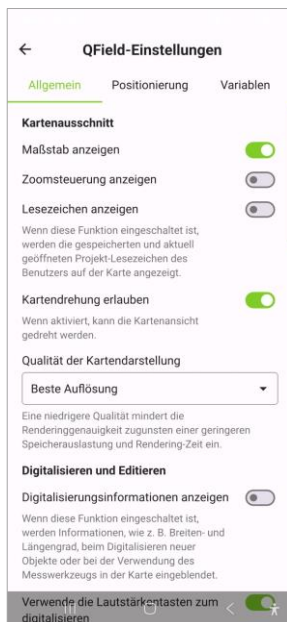 QField-Einstellungen
Allgemein Positionierung Variablen
Kartenausschnitt
Maßstab anzeigen
Zoomsteuerung anzeigen
Lesezeichen anzeigen
Wenn diese Funktion eingeschaltet ist,
werden die gespeicherten und aktuell
geöffneten Projekt-Lesezeichen des
Benutzers auf der Karte angezeigt.
Kartendrehung erlauben
Wenn aktiviert, kann die Kartenansicht
gedreht werden.
Qualität der Kartendarstellung
Beste Auflösung
Eine niedrigere Qualität mindert die
Renderinggenauigkeit zugunsten einer geringeren
Speicherauslastung und Rendering-Zeit ein.
Digitalisieren und Editieren
Digitalisierungsinformationen anzeigen
Wenn diese Funktion eingeschaltet ist,
werden Informationen, wie z. B. Breiten- und
Längengrad, beim Digitalisieren neuer
Objekte oder bei der Verwendung des
Messwerkzeugs in der Karte eingeblendet.
Verwende die Lautstärketasten zum
digitalisieren